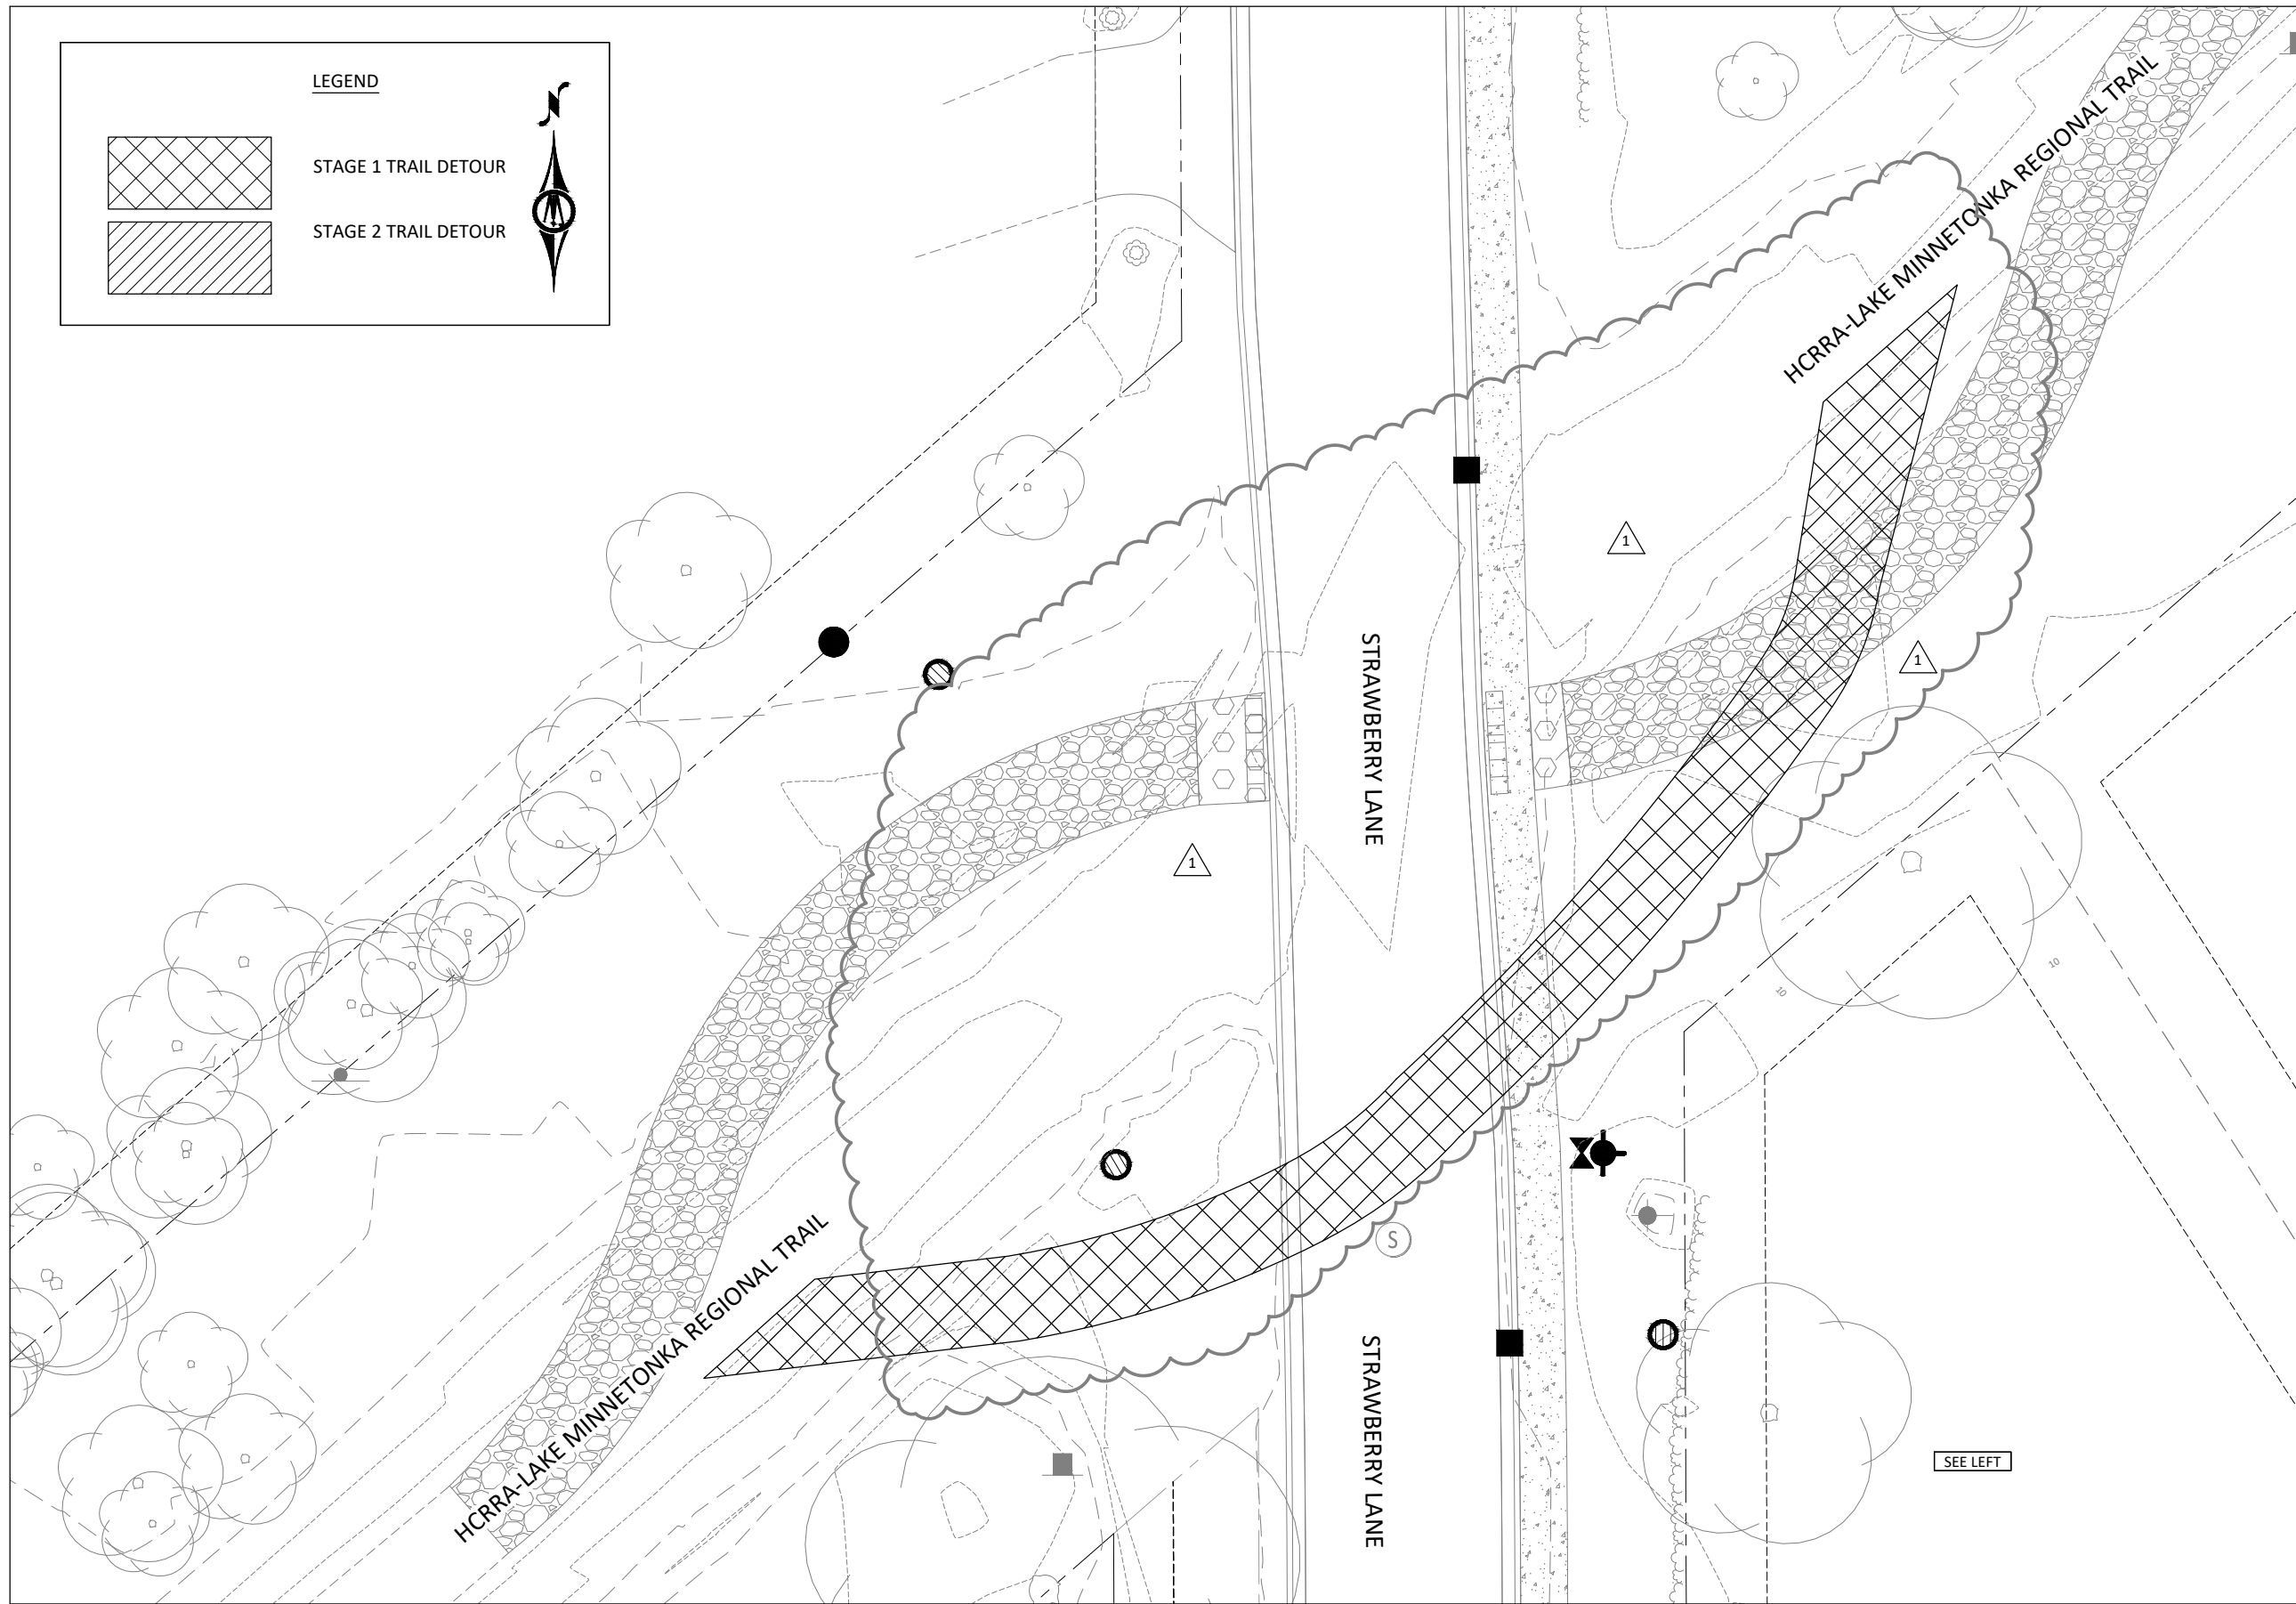 LEGEND
N
STAGE 1 TRAIL DETOUR
STAGE 2 TRAIL DETOUR
HCRRA-LAKE MINNETONKA REGIONAL TRAIL
1
1
STRAWBERRY LANE
1
10
10
S
HCRRA-LAKE MINNETONKA REGIONAL TRAIL
STRAWBERRY LANE
SEE LEFT